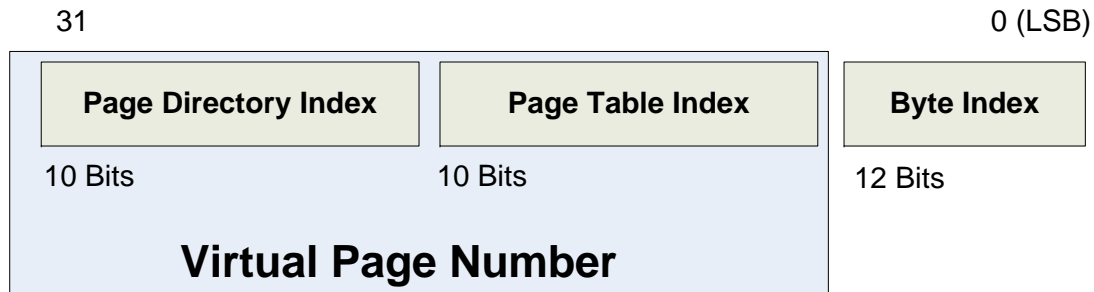 31 0 (LSB)
Page Directory Index Page Table Index Byte Index
10 Bits 10 Bits 12 Bits
Virtual Page Number